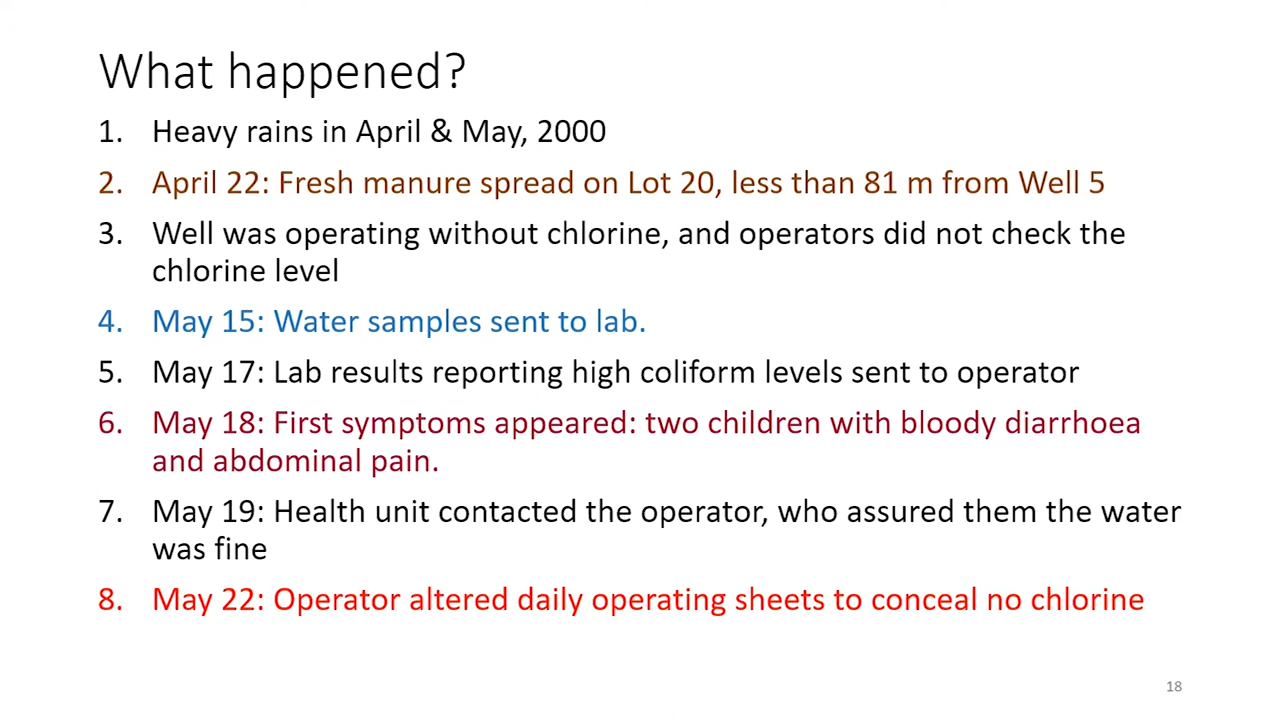 What happened?
1. Heavy rains in April & May, 2000
2. April 22: Fresh manure spread on Lot 20, less than 81 m from Well 5
3. Well was operating without chlorine, and operators did not check the
chlorine level
4. May 15: Water samples sent to lab.
5. May 17: Lab results reporting high coliform levels sent to operator
6. May 18: First symptoms appeared: two children with bloody diarrhoea
and abdominal pain.
7. May 19: Health unit contacted the operator, who assured them the water
was fine
8. May 22: Operator altered daily operating sheets to conceal no chlorine
18